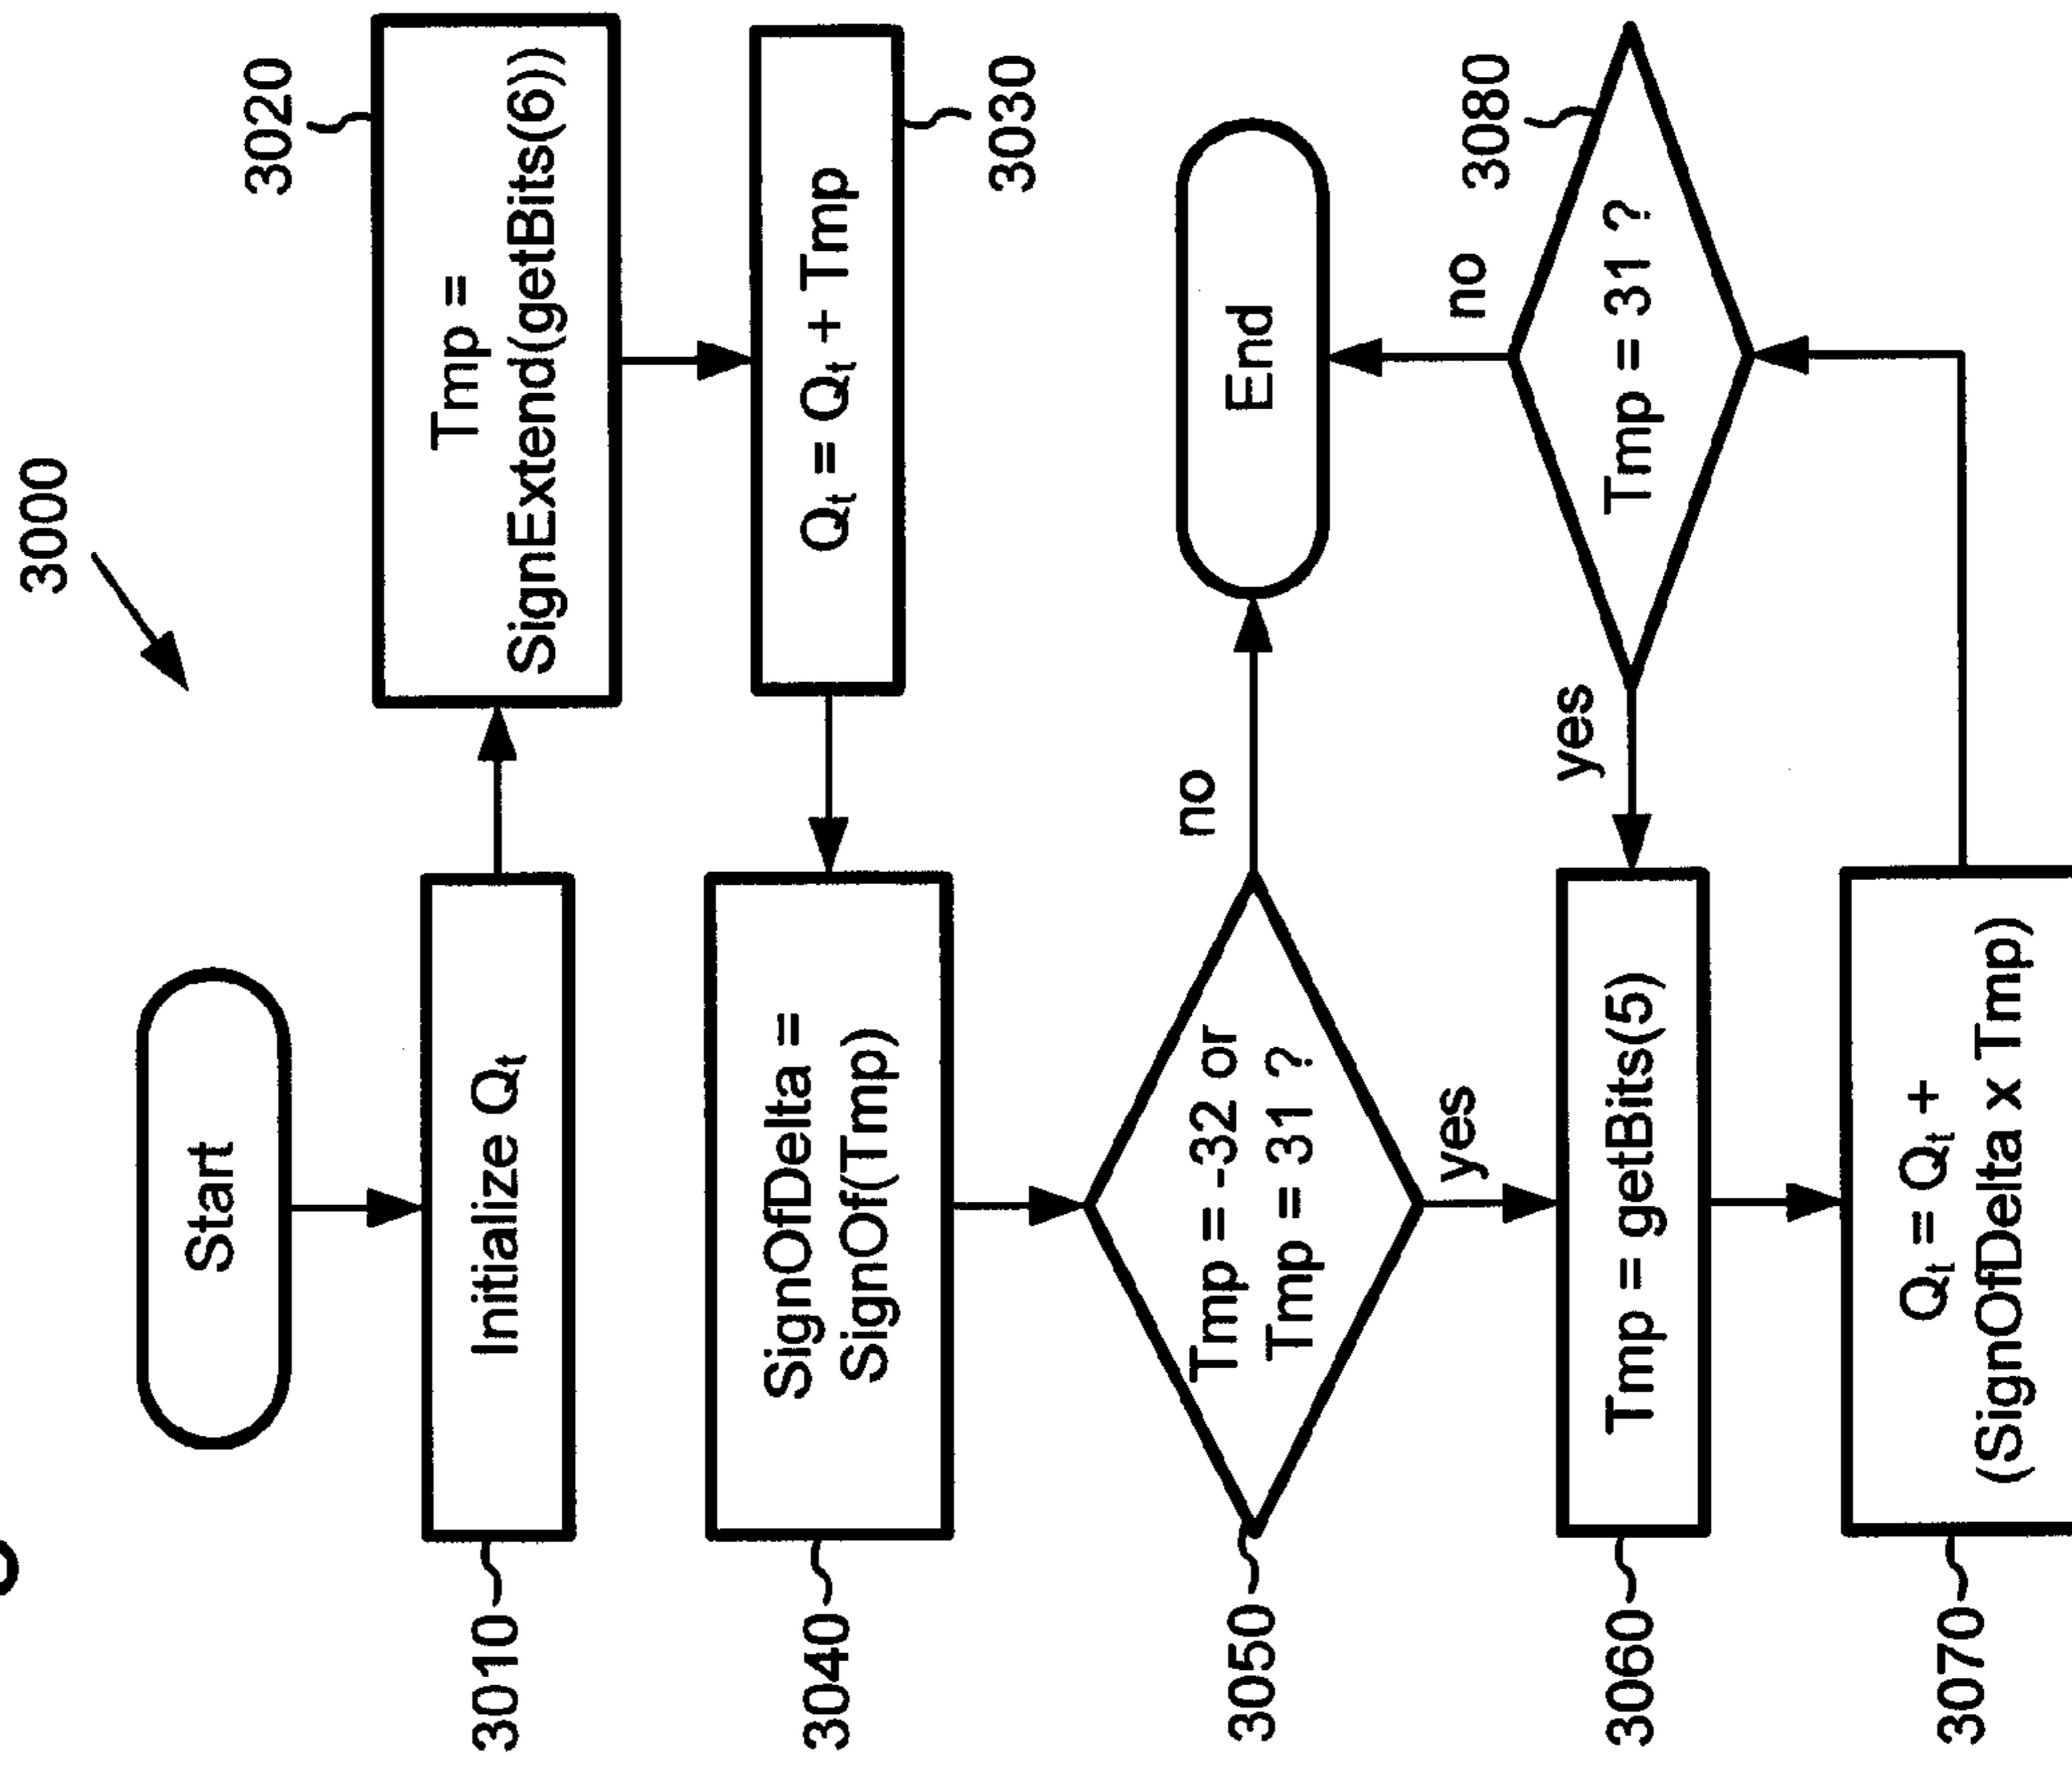 3000
Start
3010
Initialize Qt
3020
Tmp =
SignExtend(getBits(6))
3030
Qt = Qt + Tmp
3040
SignOfDelta =
SignOf(Tmp)
3050
Tmp = -32 or
Tmp = 31 ?
no
End
yes
3060
Tmp = getBits(5)
3070
Qt = Qt +
(SignOfDelta x Tmp)
3080
Tmp = 31 ?
no
yes